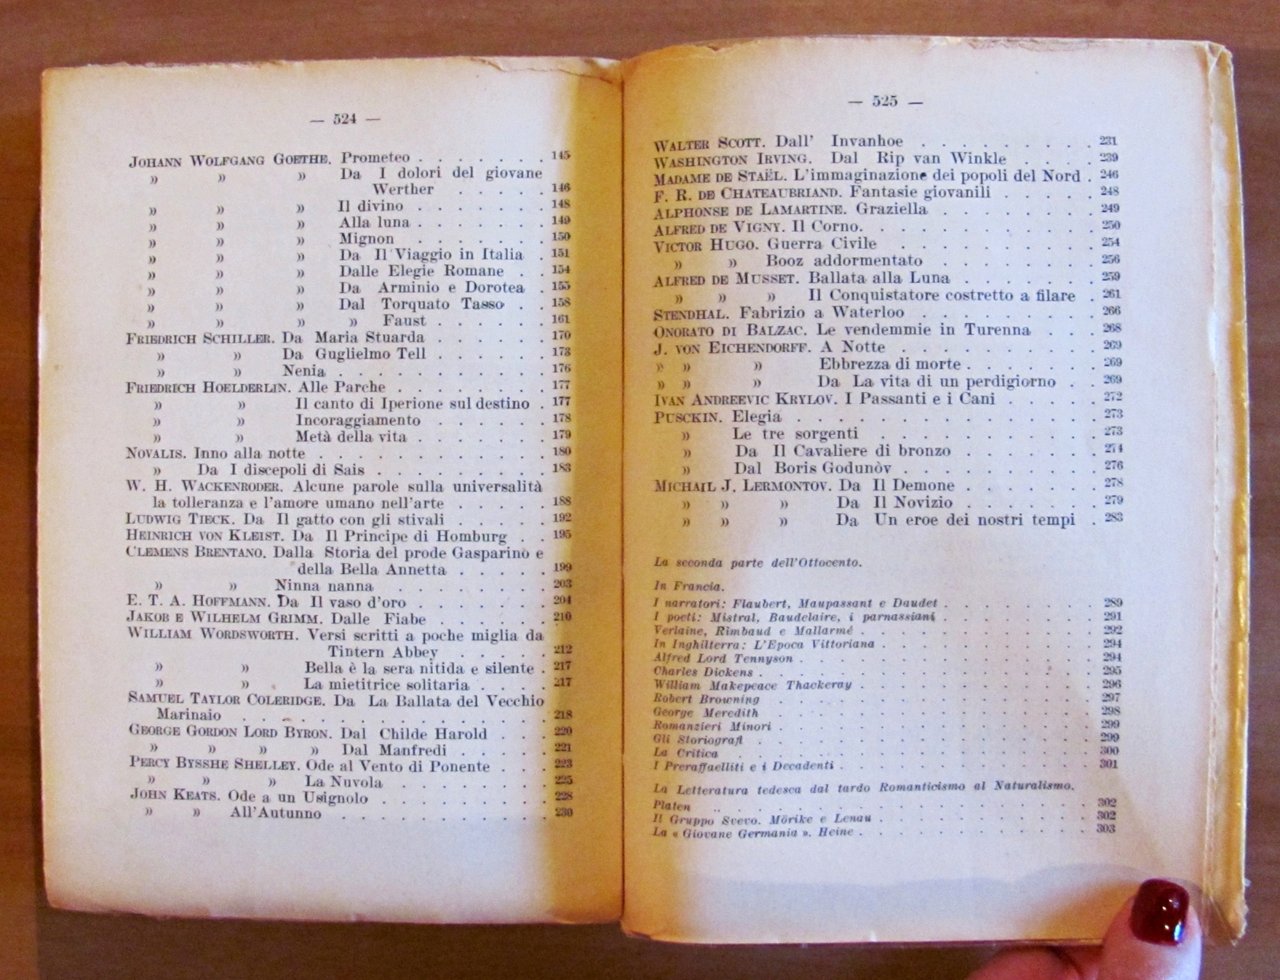 — 524 —
JOHANN WOLFGANG GOETHE. Prometeo . . . . . . . 145
» » » Da I dolori del giovane
Werther . . . . . . 146
» » » Il divino . . . . . . . 148
» » » Alla luna . . . . . . . 149
» » » Mignon . . . . . . . 150
» » » Da Il Viaggio in Italia . 151
» » » Dalle Elegie Romane . . 154
» » » Da Arminio e Dorotea . 155
» » » Dal Torquato Tasso . . 158
» » » » Faust . . . . . . 161
FRIEDRICH SCHILLER. Da Maria Stuarda . . . . . . 170
» » Da Guglielmo Tell . . . . . . 173
» » Nenia . . . . . . . . . . 176
FRIEDRICH HOELDERLIN. Alle Parche . . . . . . . 177
» » Il canto di Iperione sul destino . 177
» » Incoraggiamento . . . . . . 178
» » Metà della vita . . . . . . 179
NOVALIS. Inno alla notte . . . . . . . . . . 180
» Da I discepoli di Sais . . . . . . . . 183
W. H. WACKENRODER. Alcune parole sulla universalità
la tolleranza e l'amore umano nell'arte . . . . 188
LUDWIG TIECK. Da Il gatto con gli stivali . . . . . 192
HEINRICH VON KLEIST. Da Il Principe di Homburg . . 195
CLEMENS BRENTANO. Dalla Storia del prode Gasparino e
della Bella Annetta . . . . . 199
» » Ninna nanna . . . . . . . . 203
E. T. A. HOFFMANN. Da Il vaso d'oro . . . . . . 204
JAKOB E WILHELM GRIMM. Dalle Fiabe . . . . . . 210
WILLIAM WORDSWORTH. Versi scritti a poche miglia da
Tintern Abbey . . . . . 212
» » Bella è la sera nitida e silente . 217
» » La mietitrice solitaria . . . . 217
SAMUEL TAYLOR COLERIDGE. Da La Ballata del Vecchio
Marinaio . . . . . . . . . . . . . . 218
GEORGE GORDON LORD BYRON. Dal Childe Harold . . . 220
» » » » Dal Manfredi . . . . . 221
PERCY BYSSHE SHELLEY. Ode al Vento di Ponente . . . 223
» » La Nuvola . . . . . . . . 225
JOHN KEATS. Ode a un Usignolo . . . . . . . . 228
» » All'Autunno . . . . . . . . . . 230
— 525 —
WALTER SCOTT. Dall' Invanhoe . . . . . . . . . 231
WASHINGTON IRVING. Dal Rip van Winkle . . . . . 239
MADAME DE STAËL. L'immaginazione dei popoli del Nord . 246
F. R. DE CHATEAUBRIAND. Fantasie giovanili . . . . . 248
ALPHONSE DE LAMARTINE. Graziella . . . . . . . . 249
ALFRED DE VIGNY. Il Corno. . . . . . . . . . . 250
VICTOR HUGO. Guerra Civile . . . . . . . . . . 254
» » Booz addormentato . . . . . . . . 256
ALFRED DE MUSSET. Ballata alla Luna . . . . . . . 259
» » » Il Conquistatore costretto a filare . 261
STENDHAL. Fabrizio a Waterloo . . . . . . . . . 266
ONORATO DI BALZAC. Le vendemmie in Turenna . . . . 268
J. VON EICHENDORFF. A Notte . . . . . . . . . 269
» » » Ebbrezza di morte . . . . . . 269
» » » Da La vita di un perdigiorno . . 269
IVAN ANDREEVIC KRYLOV. I Passanti e i Cani . . . . . 272
PUSCKIN. Elegia . . . . . . . . . . . . . 273
» Le tre sorgenti . . . . . . . . . . 273
» Da Il Cavaliere di bronzo . . . . . . . 274
» Dal Boris Godunòv . . . . . . . . . 276
MICHAIL J. LERMONTOV. Da Il Demone . . . . . . . 278
» » » Da Il Novizio . . . . . . . 279
» » » Da Un eroe dei nostri tempi . 283
La seconda parte dell'Ottocento.
In Francia.
I narratori: Flaubert, Maupassant e Daudet . . . . . . . 289
I poeti: Mistral, Baudelaire, i parnassiani . . . . . . . 291
Verlaine, Rimbaud e Mallarmé . . . . . . . . . . 292
In Inghilterra: L'Epoca Vittoriana . . . . . . . . . 294
Alfred Lord Tennyson . . . . . . . . . . . . . 294
Charles Dickens . . . . . . . . . . . . . . . 295
William Makepeace Thackeray . . . . . . . . . . 296
Robert Browning . . . . . . . . . . . . . . 297
George Meredith . . . . . . . . . . . . . . 298
Romanzieri Minori . . . . . . . . . . . . . . 299
Gli Storiografi . . . . . . . . . . . . . . . 299
La Critica . . . . . . . . . . . . . . . . 300
I Preraffaelliti e i Decadenti . . . . . . . . . . . 301
La Letteratura tedesca dal tardo Romanticismo al Naturalismo.
Platen . . . . . . . . . . . . . . . . . 302
Il Gruppo Svevo. Mörike e Lenau . . . . . . . . . 302
La « Giovane Germania ». Heine . . . . . . . . . . 303